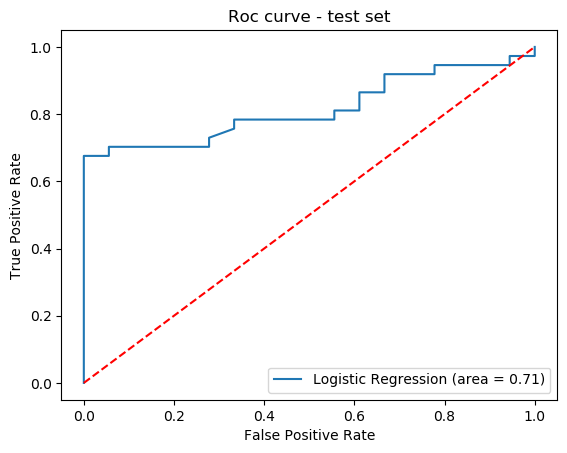 Roc curve - test set
1.0
0.8
0.6
0.4
0.2
0.0
True Positive Rate
Logistic Regression (area = 0.71)
0.0 0.2 0.4 0.6 0.8 1.0
False Positive Rate